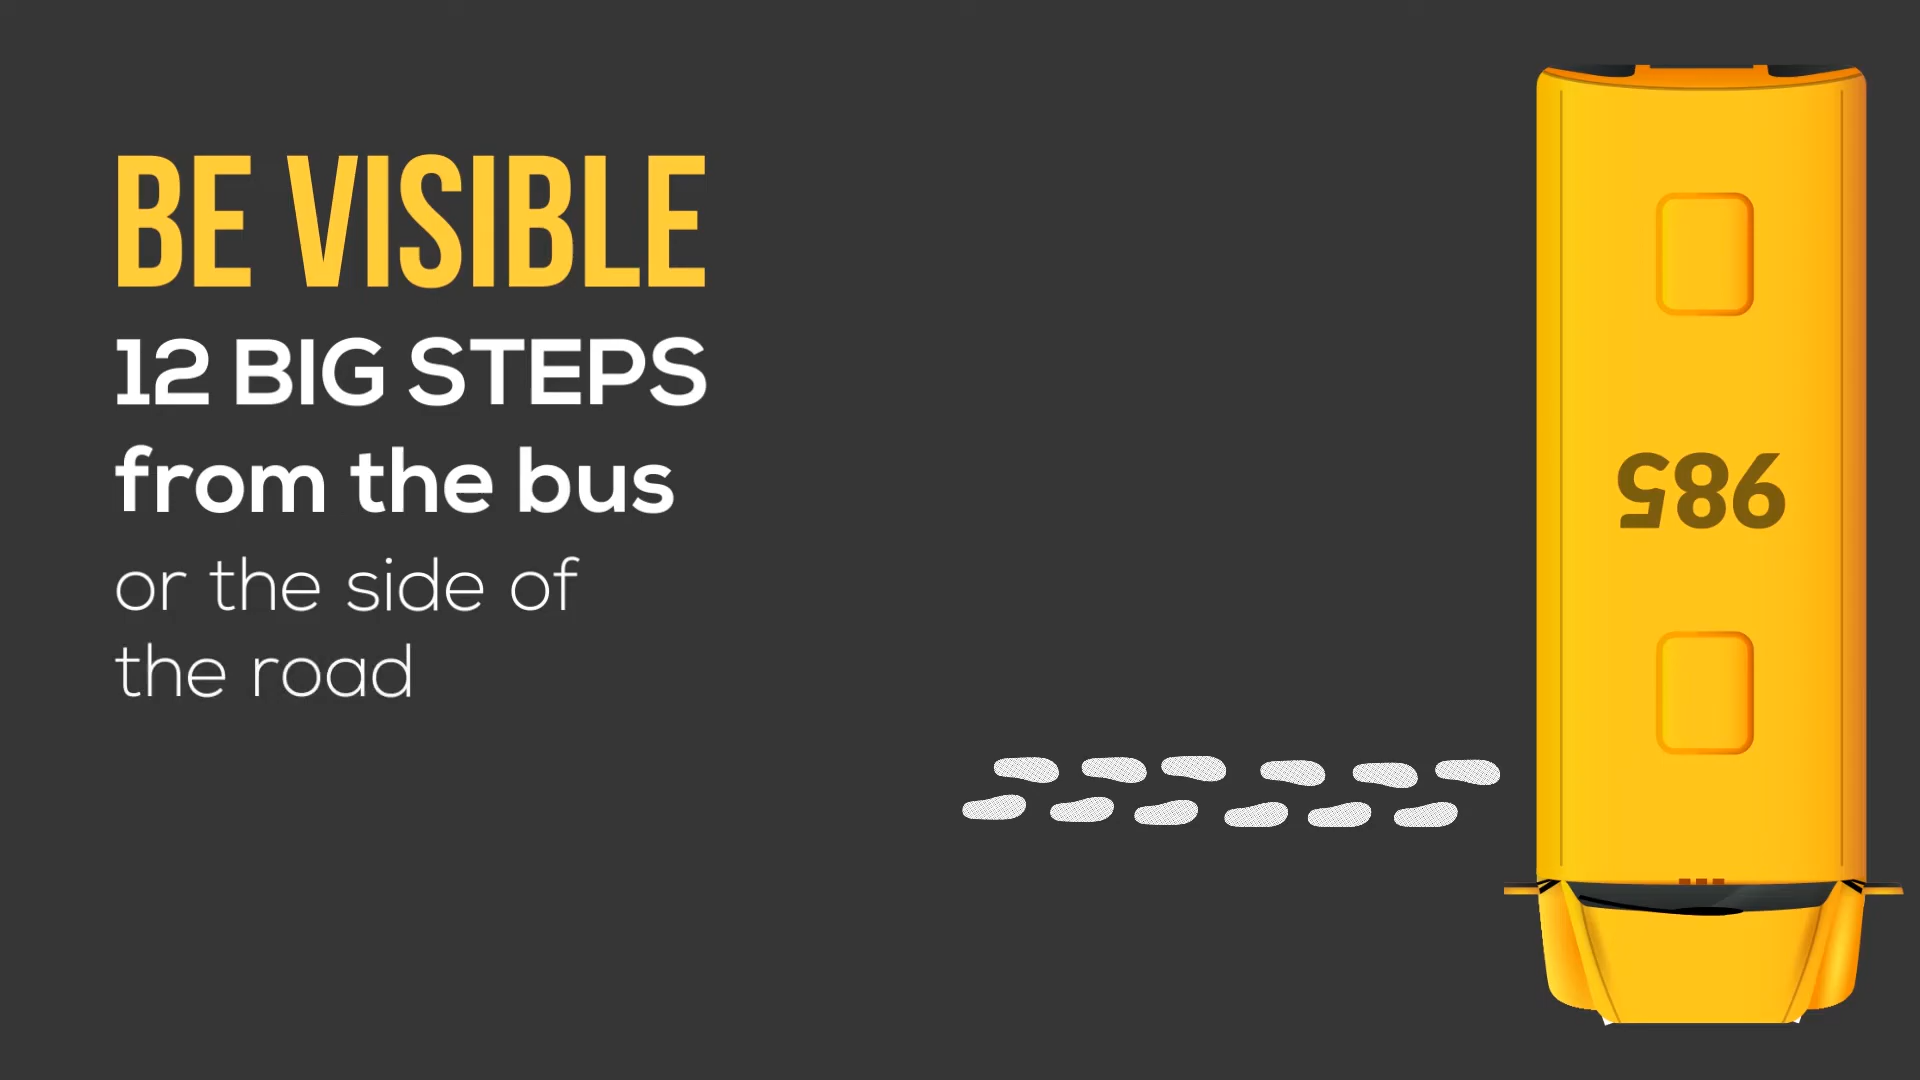 BE VISIBLE
12 BIG STEPS
from the bus
or the side of
the road
985